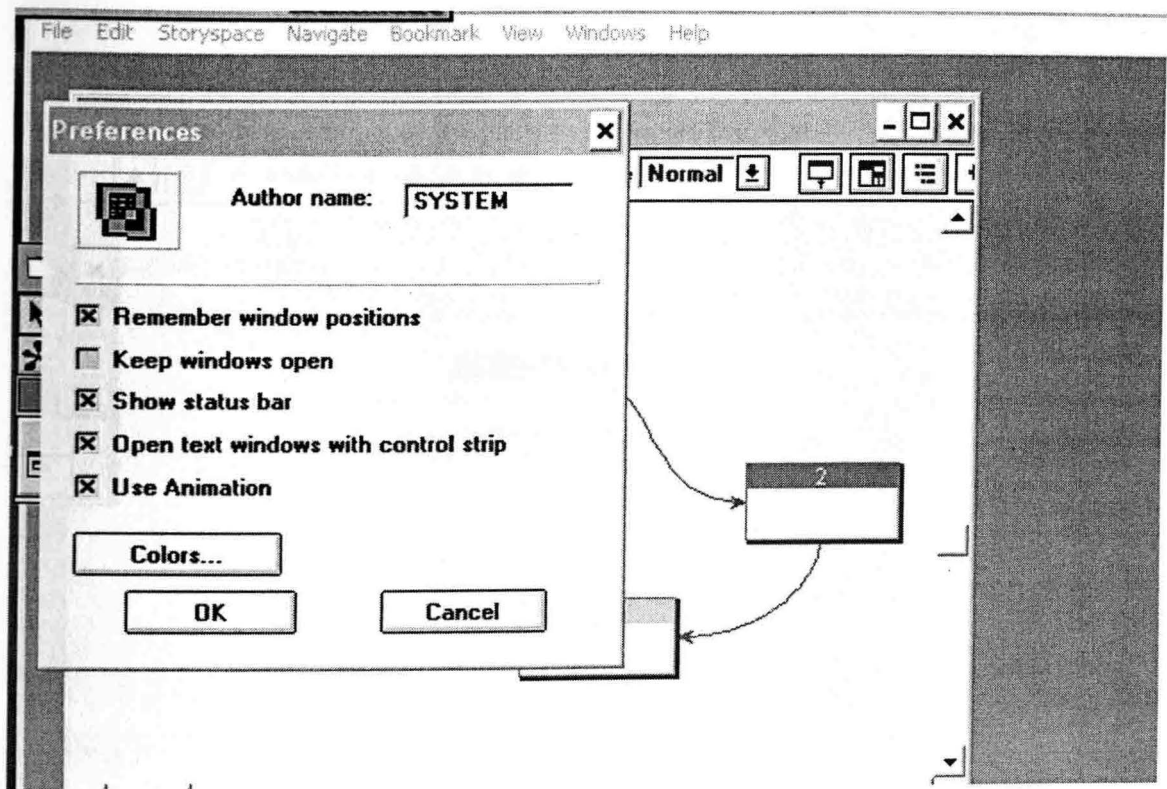 File Edit Storyspace Navigate Bookmark View Windows Help
Preferences
Normal
Author name: SYSTEM
Remember window positions
Keep windows open
Show status bar
Open text windows with control strip
Use Animation
2
Colors...
OK Cancel